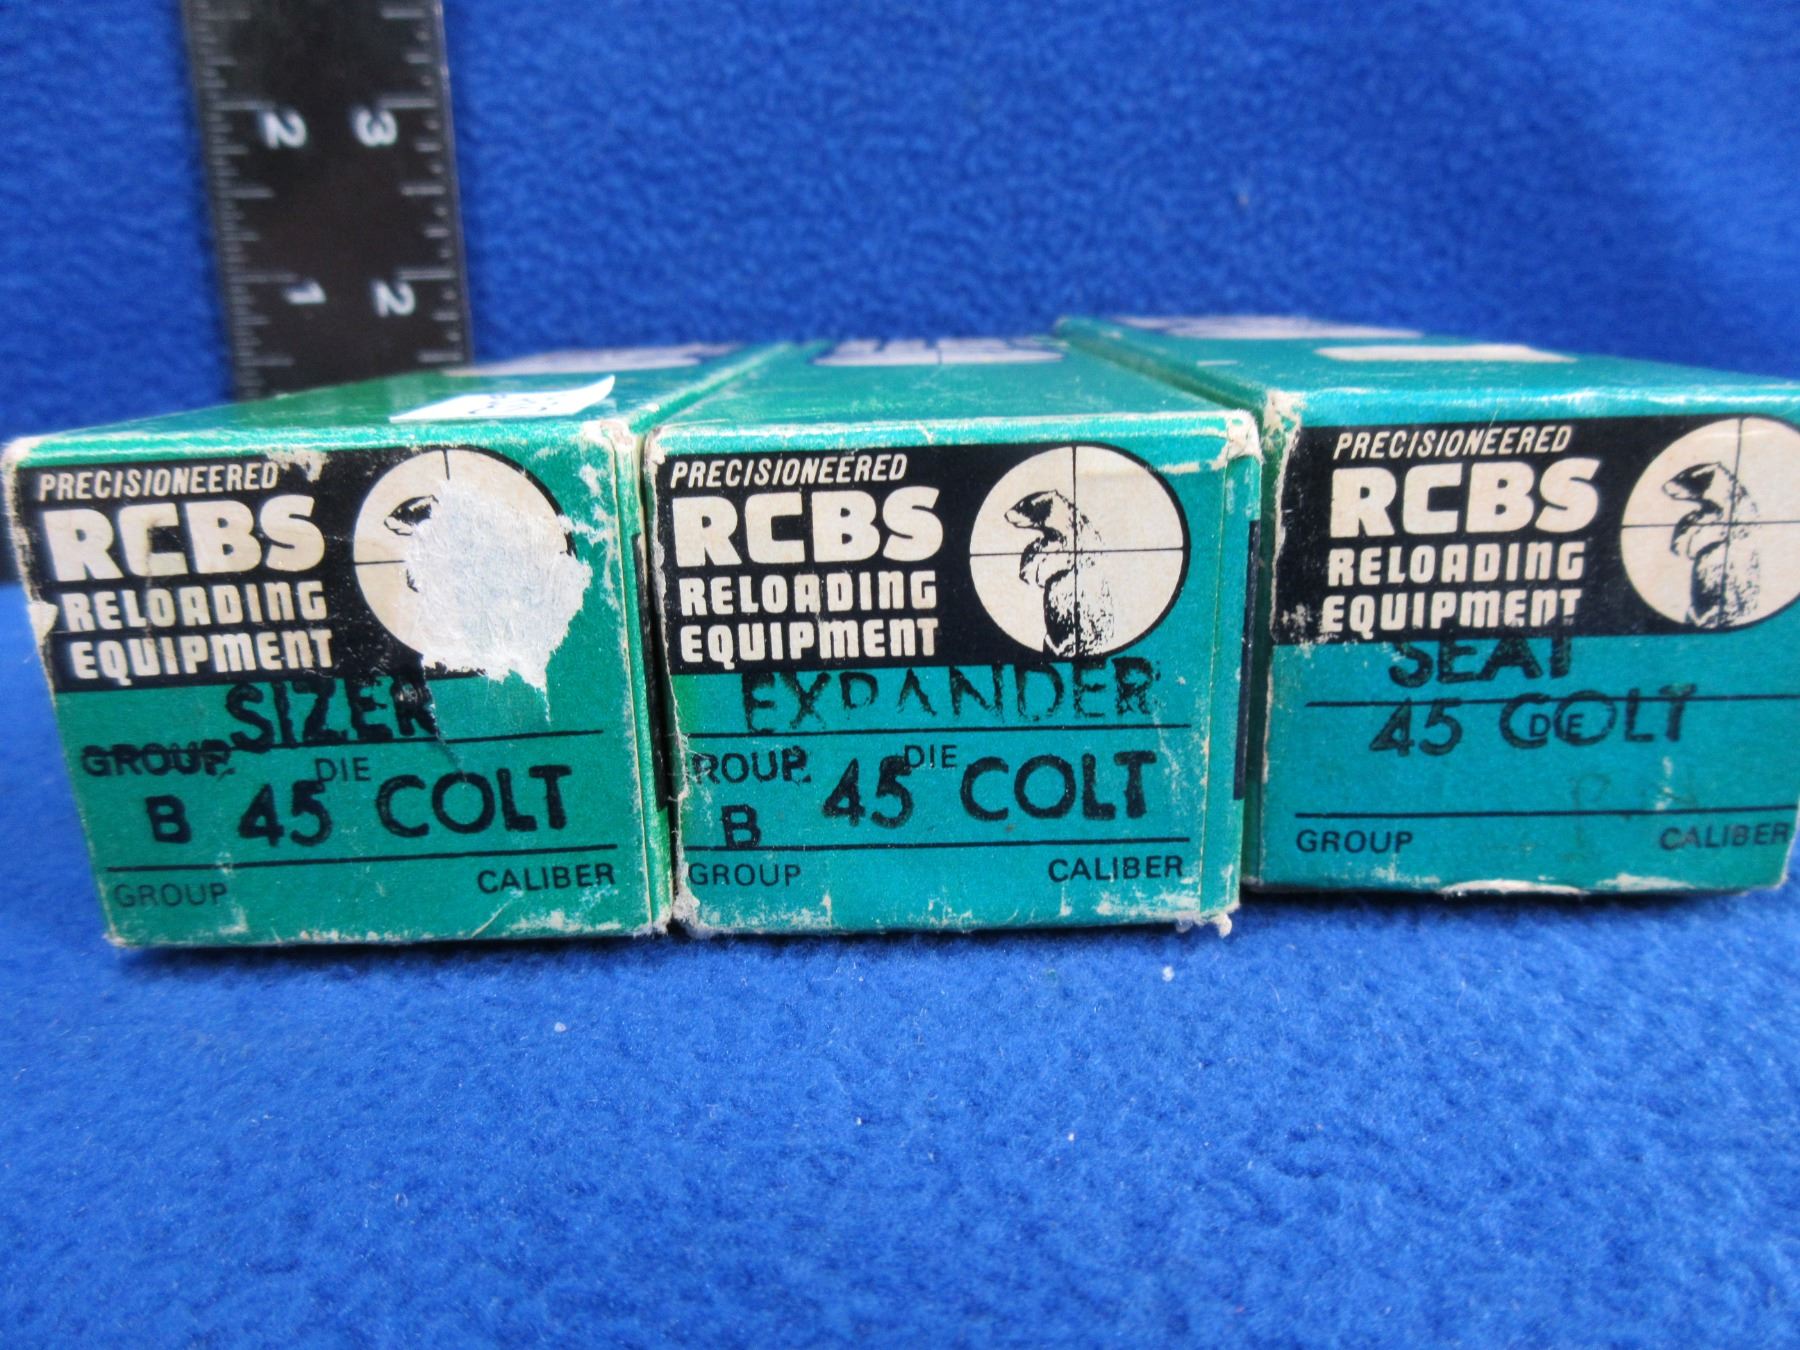 2 3
1 2
PRECISIONEERED
RCBS
RELOADING
EQUIPMENT
SIZER
GROUP
DIE
B 45 COLT
GROUP CALIBER
PRECISIONEERED
RCBS
RELOADING
EQUIPMENT
EXPANDER
ROUP
DIE
B 45 COLT
GROUP CALIBER
PRECISIONEERED
RCBS
RELOADING
EQUIPMENT
SEAT
45 COLT
DIE
GROUP CALIBER